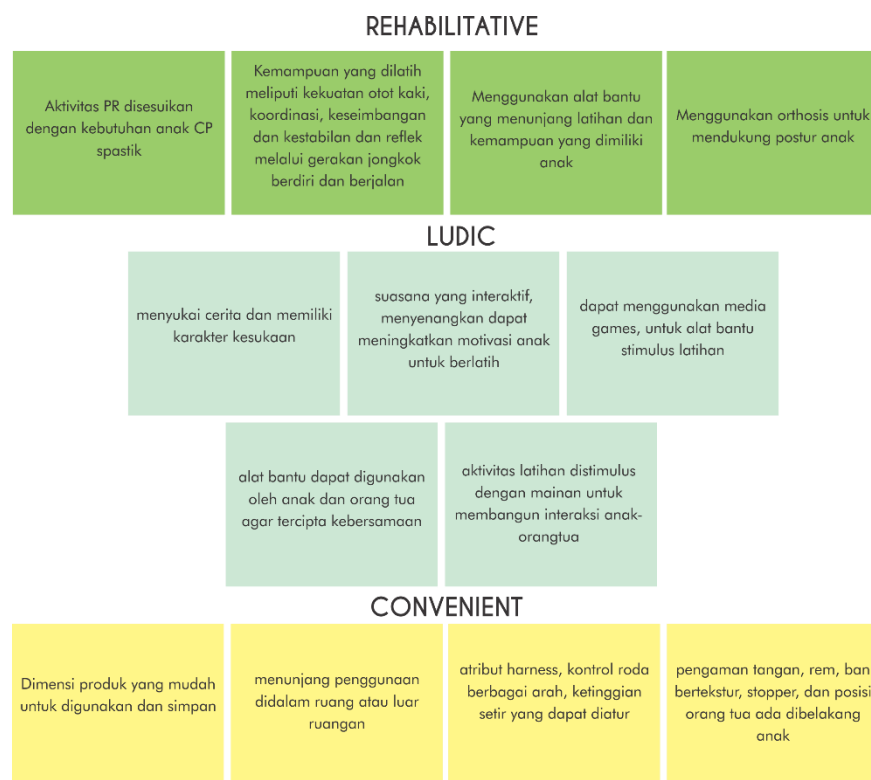 REHABILITATIVE
Aktivitas PR disesuikan
dengan kebutuhan anak CP
spastik
Kemampuan yang dilatih
meliputi kekuatan otot kaki,
koordinasi, keseimbangan
dan kestabilan dan reflek
melalui gerakan jongkok
berdiri dan berjalan
Menggunakan alat bantu
yang menunjang latihan dan
kemampuan yang dimiliki
anak
Menggunakan orthosis untuk
mendukung postur anak
LUDIC
menyukai cerita dan memiliki
karakter kesukaan
suasana yang interaktif,
menyenangkan dapat
meningkatkan motivasi anak
untuk berlatih
dapat menggunakan media
games, untuk alat bantu
stimulus latihan
alat bantu dapat digunakan
oleh anak dan orang tua
agar tercipta kebersamaan
aktivitas latihan distimulus
dengan mainan untuk
membangun interaksi anak-
orangtua
CONVENIENT
Dimensi produk yang mudah
untuk digunakan dan simpan
menunjang penggunaan
didalam ruang atau luar
ruangan
atribut harness, kontrol roda
berbagai arah, ketinggian
setir yang dapat diatur
pengaman tangan, rem, ban
bertekstur, stopper, dan posisi
orang tua ada dibelakang
anak